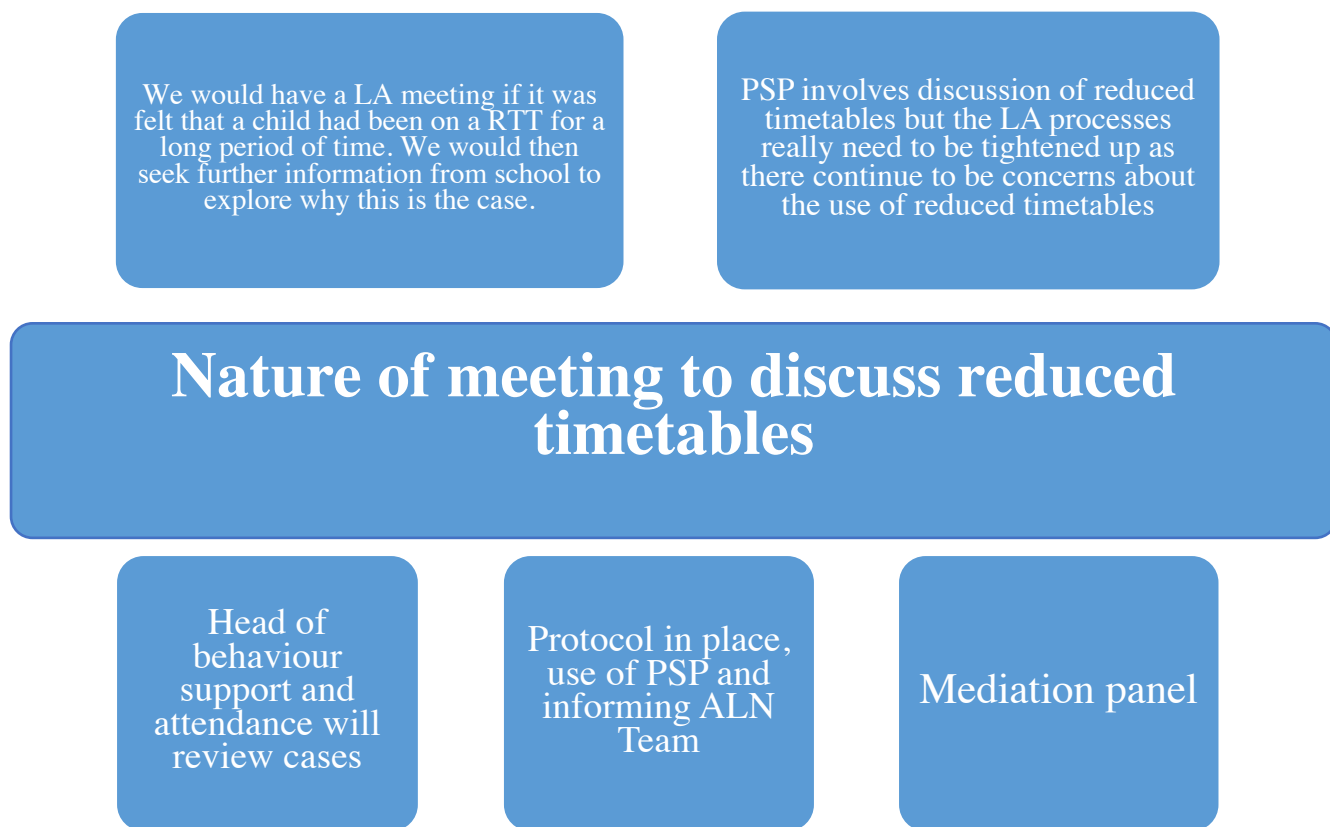 We would have a LA meeting if it was
felt that a child had been on a RTT for a
long period of time. We would then
seek further information from school to
explore why this is the case.
PSP involves discussion of reduced
timetables but the LA processes
really need to be tightened up as
there continue to be concerns about
the use of reduced timetables
Nature of meeting to discuss reduced
timetables
Head of
behaviour
support and
attendance will
review cases
Protocol in place,
use of PSP and
informing ALN
Team
Mediation panel